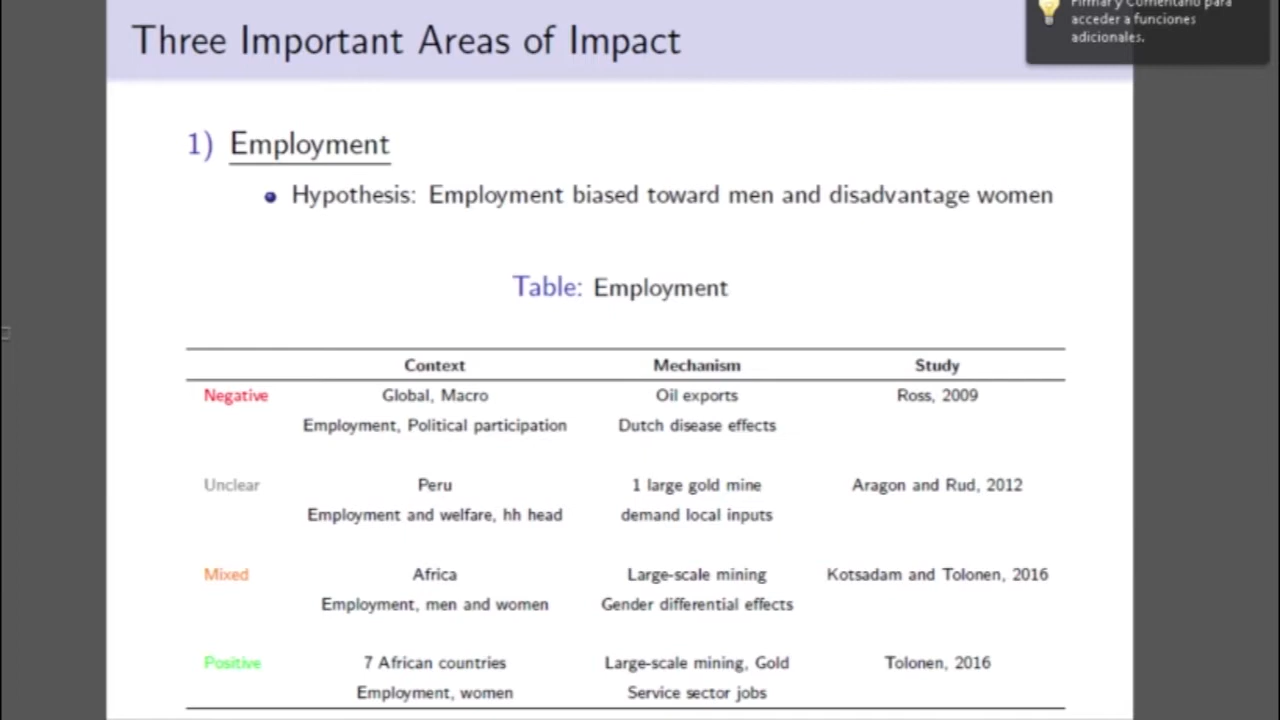 Three Important Areas of Impact
Firmar y Comentario para
acceder a funciones
adicionales.
1) Employment
Hypothesis: Employment biased toward men and disadvantage women
Table: Employment
Context Mechanism Study
Negative Global, Macro Oil exports Ross, 2009
Employment, Political participation Dutch disease effects
Unclear Peru 1 large gold mine Aragon and Rud, 2012
Employment and welfare, hh head demand local inputs
Mixed Africa Large-scale mining Kotsadam and Tolonen, 2016
Employment, men and women Gender differential effects
Positive 7 African countries Large-scale mining, Gold Tolonen, 2016
Employment, women Service sector jobs